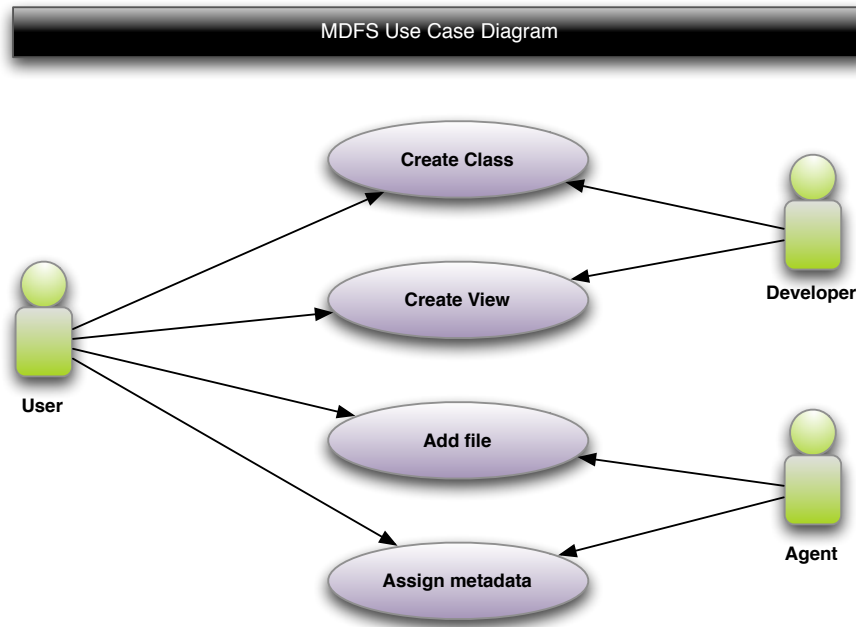 MDFS Use Case Diagram
Create Class
Developer
Create View
User
Add file
Agent
Assign metadata